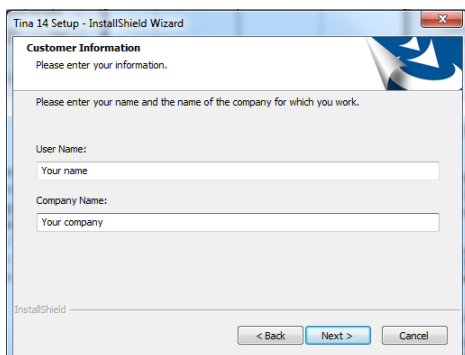 Tina 14 Setup - InstallShield Wizard
Customer Information
Please enter your information.
Please enter your name and the name of the company for which you work.
User Name:
Your name
Company Name:
Your company
InstallShield
< Back
Next >
Cancel